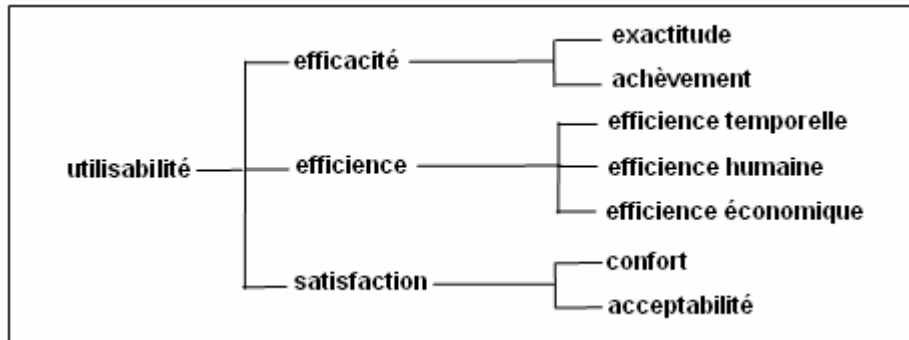 exactitude
efficacité
achèvement
efficience temporelle
utilisabilité
efficience
efficience humaine
efficience économique
confort
satisfaction
acceptabilité